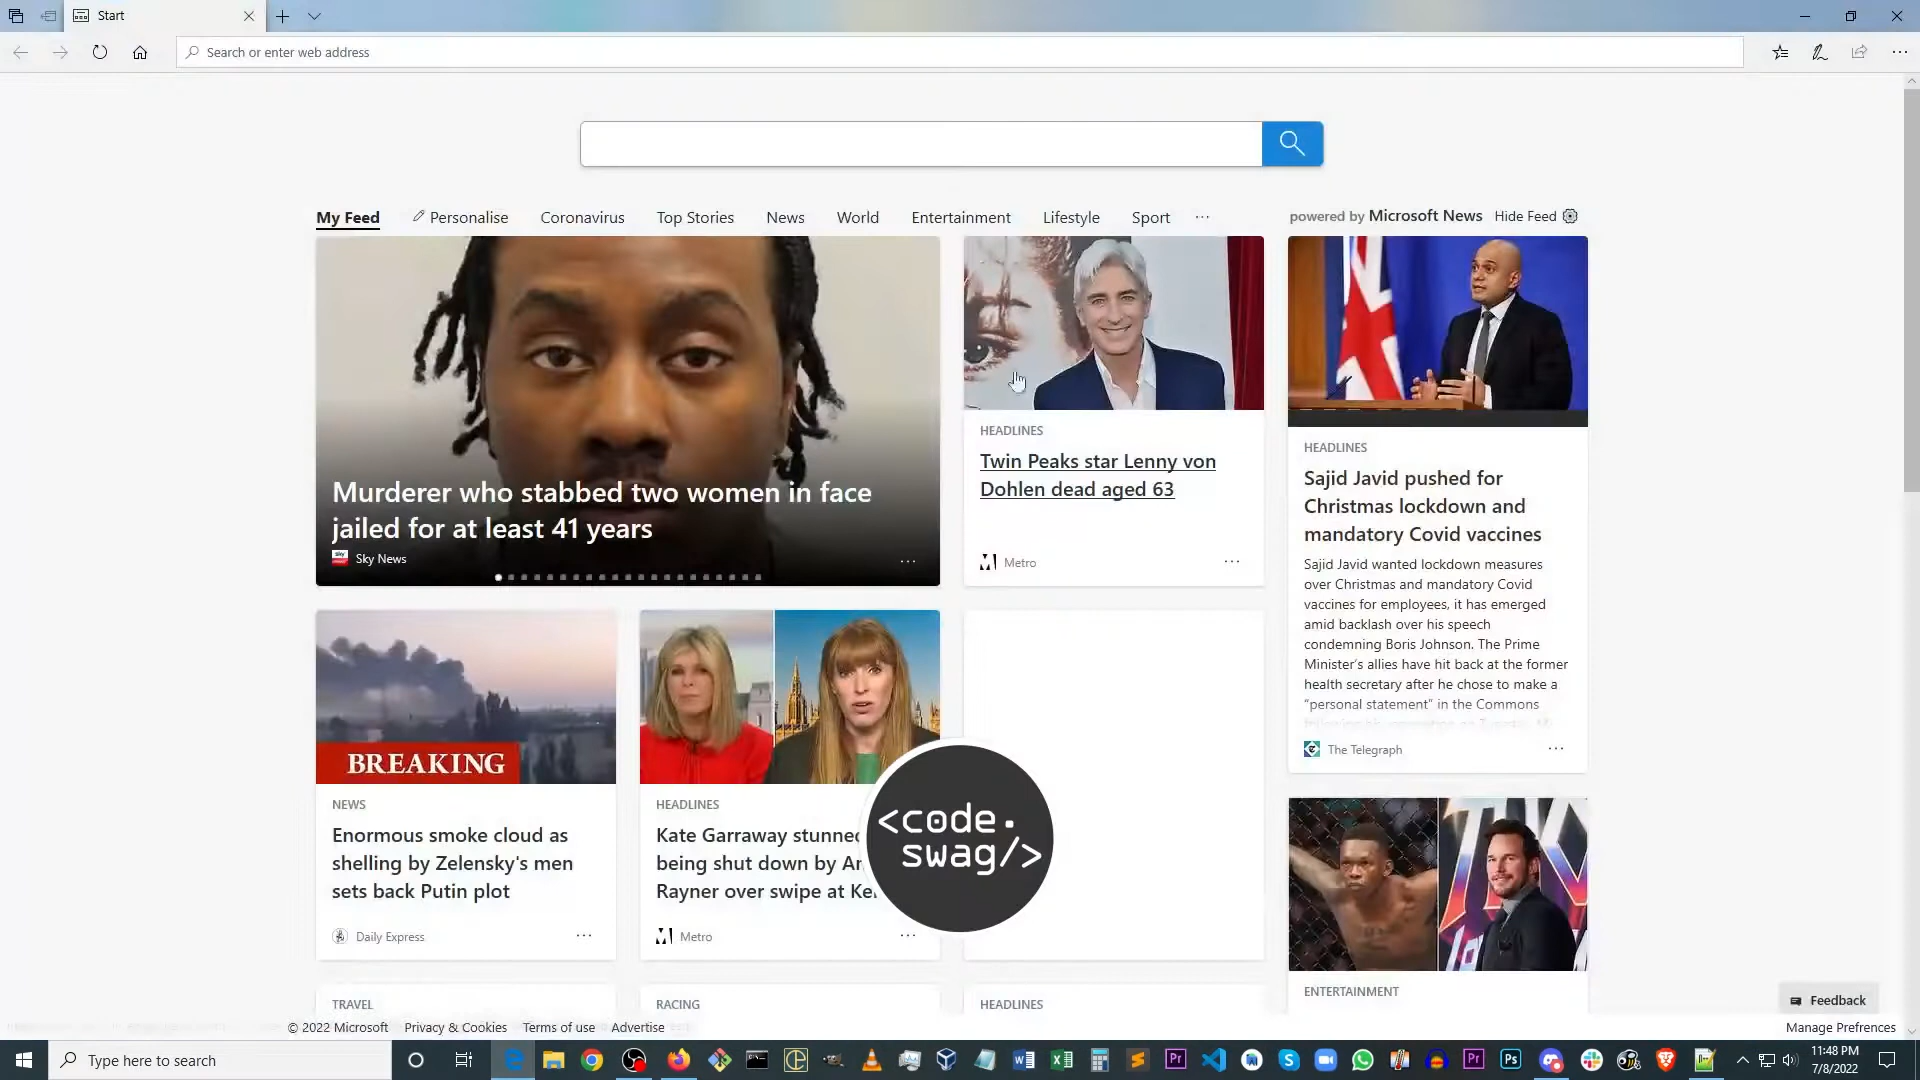 Start
Search or enter web address
My Feed
Personalise
Coronavirus
Top Stories
News
World
Entertainment
Lifestyle
Sport
powered by Microsoft News
Hide Feed
Murderer who stabbed two women in face
jailed for at least 41 years
sky
Sky News
HEADLINES
Twin Peaks star Lenny von
Dohlen dead aged 63
Metro
HEADLINES
Sajid Javid pushed for
Christmas lockdown and
mandatory Covid vaccines
Sajid Javid wanted lockdown measures
over Christmas and mandatory Covid
vaccines for employees, it has emerged
amid backlash over his speech
condemning Boris Johnson. The Prime
Minister's allies have hit back at the former
health secretary after he chose to make a
"personal statement" in the Commons
The Telegraph
BREAKING
NEWS
Enormous smoke cloud as
shelling by Zelensky's men
sets back Putin plot
Daily Express
HEADLINES
Kate Garraway stunned
being shut down by
Rayner over swipe at
Metro
<code.
swag/>
ENTERTAINMENT
TRAVEL
RACING
HEADLINES
Feedback
© 2022 Microsoft
Privacy & Cookies
Terms of use
Advertise
Manage Prefrences
Type here to search
11:48 PM
7/8/2022